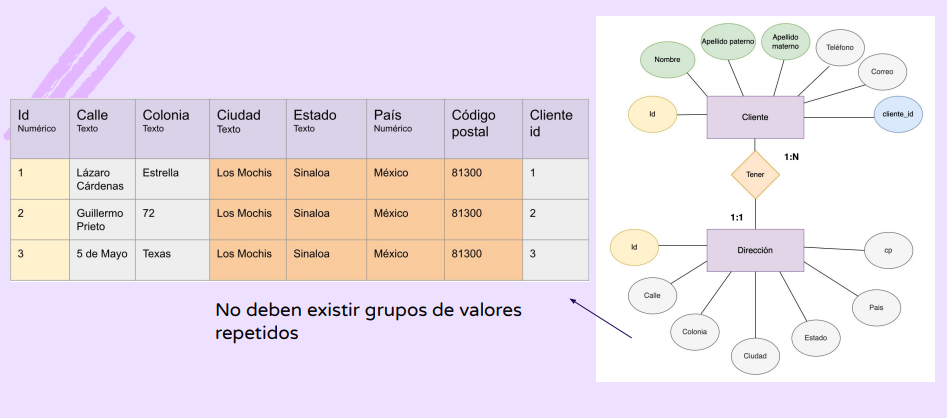 Id Calle Colonia Ciudad Estado País Código postal Cliente id
Numérico Texto Texto Texto Texto Numérico
1 Lázaro Cárdenas Estrella Los Mochis Sinaloa México 81300 1
2 Guillermo Prieto 72 Los Mochis Sinaloa México 81300 2
3 5 de Mayo Texas Los Mochis Sinaloa México 81300 3
No deben existir grupos de valores
repetidos
Nombre
Apellido paterno
Apellido
materno
Teléfono
Correo
Id
Cliente
cliente_id
1:N
Tener
1:1
Id
Dirección
cp
Calle
Pais
Colonia
Estado
Ciudad